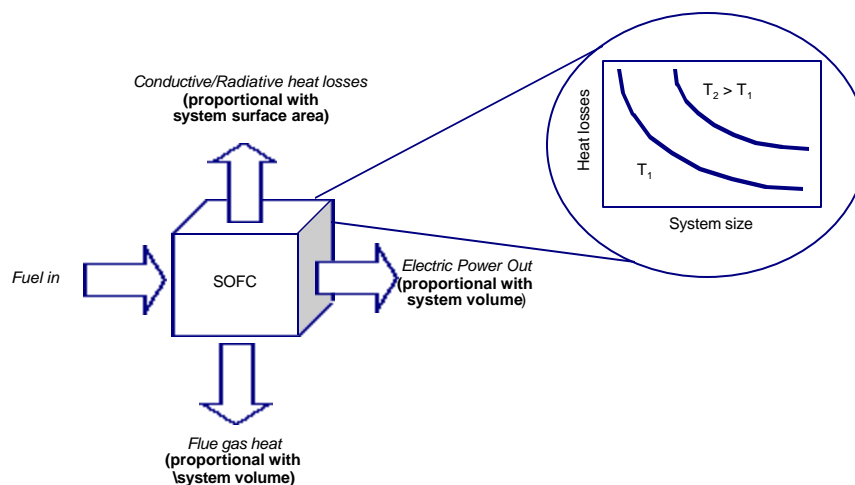 Conductive/Radiative heat losses
(proportional with
system surface area)
Heat losses
T2 > T1
T1
System size
Fuel in
SOFC
Electric Power Out
(proportional with
system volume)
Flue gas heat
(proportional with
\system volume)